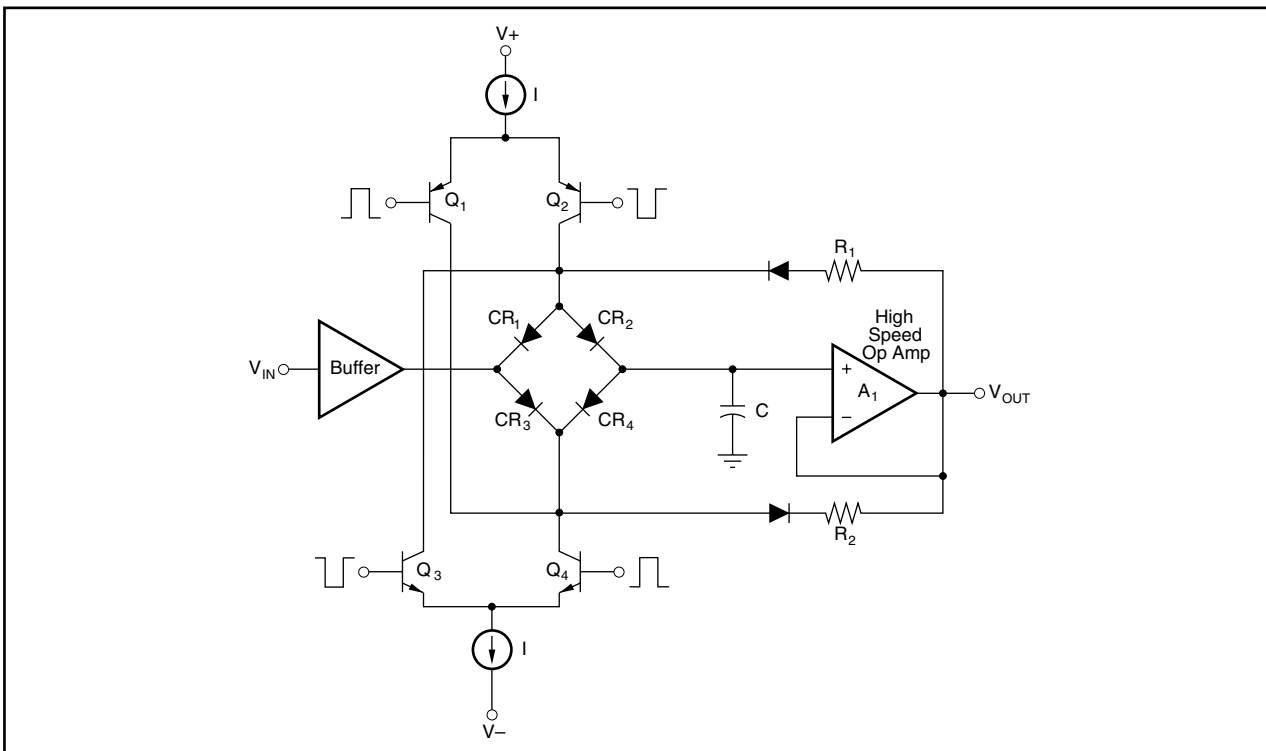 V+
I
Q1
Q2
R1
CR1
CR2
High
Speed
Op Amp
VIN
Buffer
+
A1
VOUT
−
C
CR3
CR4
R2
Q3
Q4
I
V–